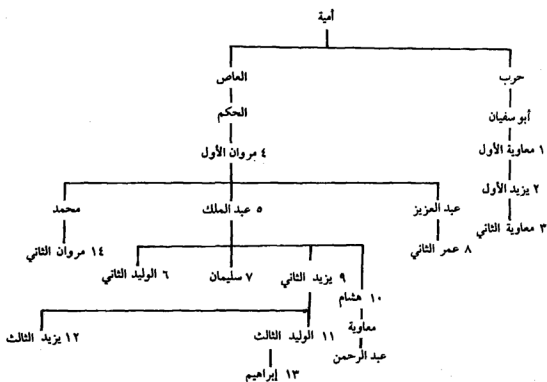 أمية
حرب
العاص
أبو سفيان
الحكم
١ معاوية الأول
٤ مروان الأول
٢ يزيد الأول
عبد العزيز
٥ عبد الملك
محمد
٣ معاوية الثاني
٨ عمر الثاني
١٤ مروان الثاني
١٠ هشام
٩ يزيد الثاني
٧ سليمان
٦ الوليد الثاني
معاوية
١١ الوليد الثالث
١٢ يزيد الثالث
عبد الرحمن
١٣ إبراهيم